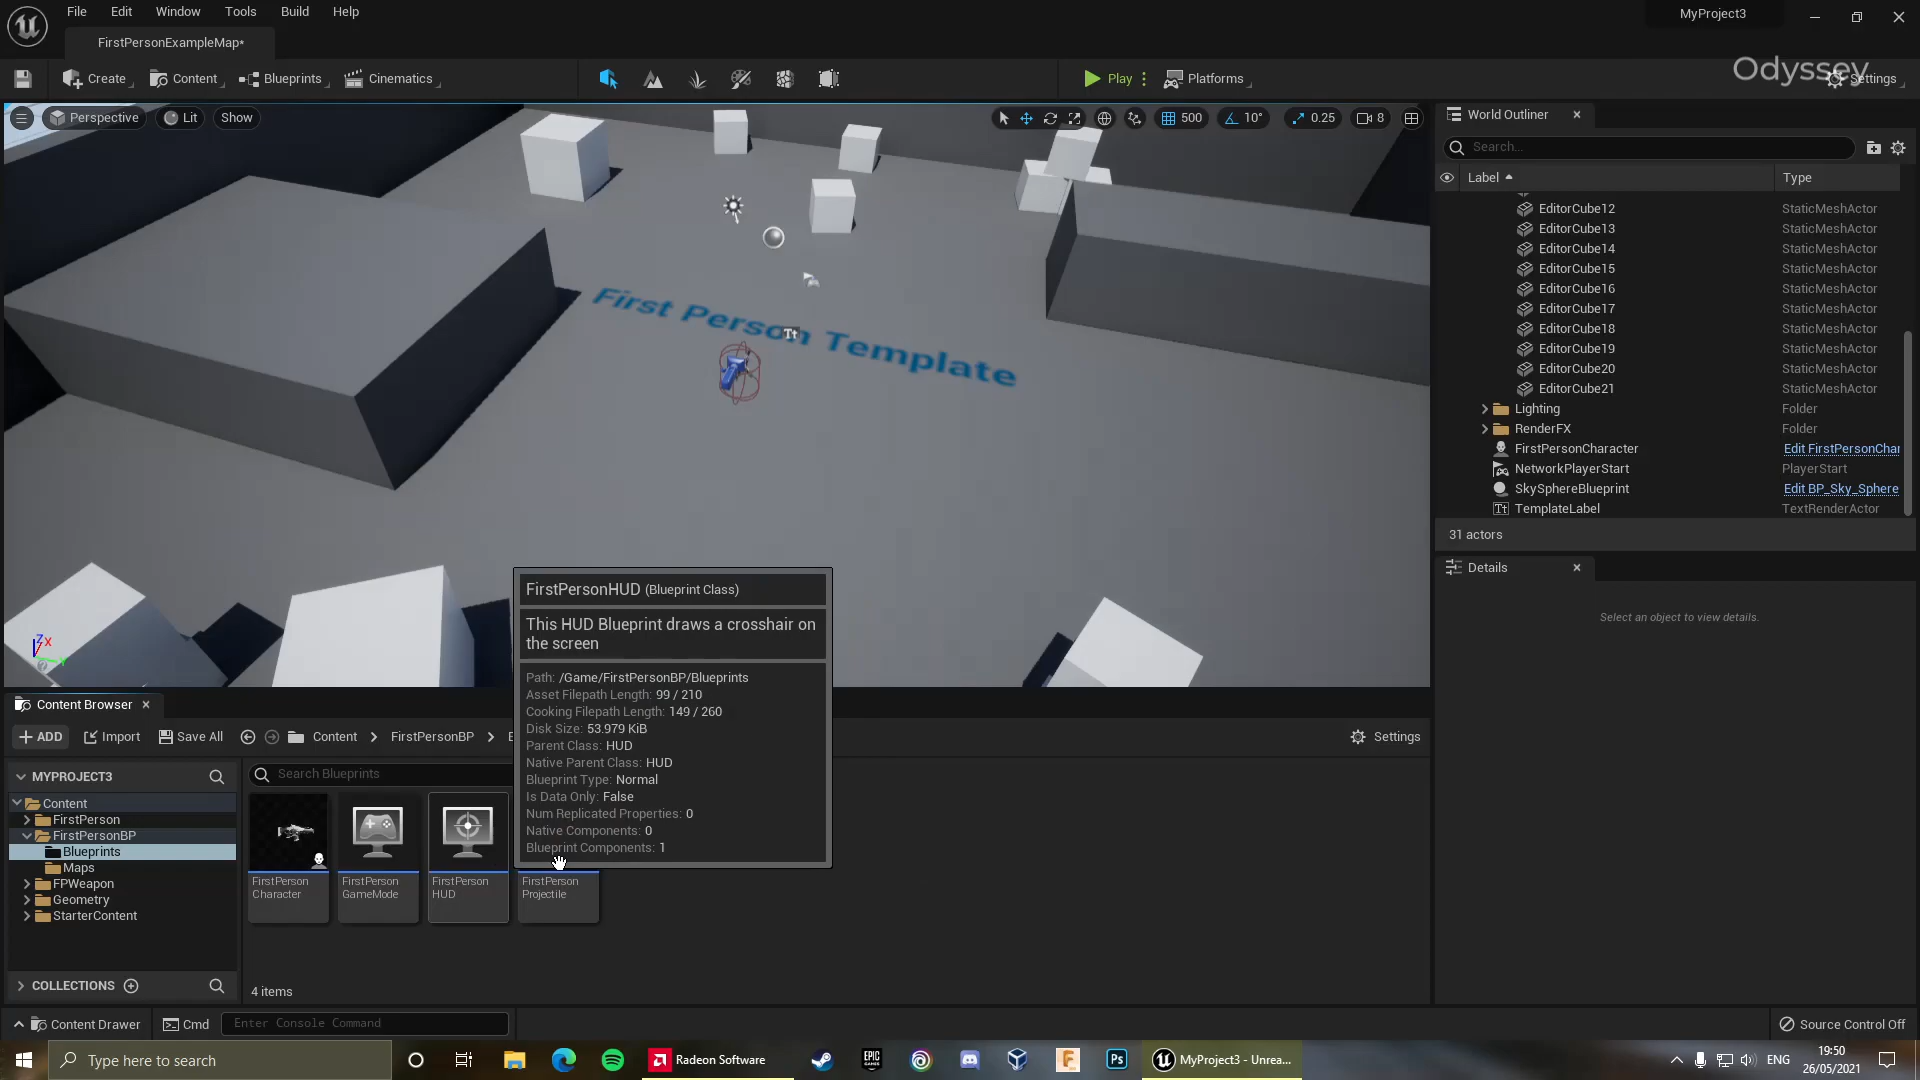 File Edit Window Tools Build Help
MyProject3
FirstPersonExampleMap*
Create Content Blueprints Cinematics Play Platforms Settings
Odyssey
Perspective Lit Show 500 10° 0.25 8
World Outliner
Search...
Label Type
EditorCube12 StaticMeshActor
EditorCube13 StaticMeshActor
EditorCube14 StaticMeshActor
EditorCube15 StaticMeshActor
EditorCube16 StaticMeshActor
EditorCube17 StaticMeshActor
EditorCube18 StaticMeshActor
EditorCube19 StaticMeshActor
EditorCube20 StaticMeshActor
EditorCube21 StaticMeshActor
Lighting Folder
RenderFX Folder
FirstPersonCharacter Edit FirstPersonChar
NetworkPlayerStart PlayerStart
SkySphereBlueprint Edit BP_Sky_Sphere
TemplateLabel TextRenderActor
31 actors
Details
Select an object to view details.
First Person Template
Tt
Z X
Y
FirstPersonHUD (Blueprint Class)
This HUD Blueprint draws a crosshair on
the screen
Path: /Game/FirstPersonBP/Blueprints
Asset Filepath Length: 99 / 210
Cooking Filepath Length: 149 / 260
Disk Size: 53.979 KiB
Parent Class: HUD
Native Parent Class: HUD
Blueprint Type: Normal
Is Data Only: False
Num Replicated Properties: 0
Native Components: 0
Blueprint Components: 1
Content Browser
ADD Import Save All Content FirstPersonBP Settings
MYPROJECT3
Search Blueprints
Content
FirstPerson
FirstPersonBP
Blueprints
Maps
FPWeapon
Geometry
StarterContent
FirstPerson
Character
FirstPerson
GameMode
FirstPerson
HUD
FirstPerson
Projectile
COLLECTIONS
4 items
Content Drawer Cmd Enter Console Command Source Control Off
Type here to search
Radeon Software
EPIC GAMES
Ps
MyProject3 - Unrea...
ENG
19:50
26/05/2021